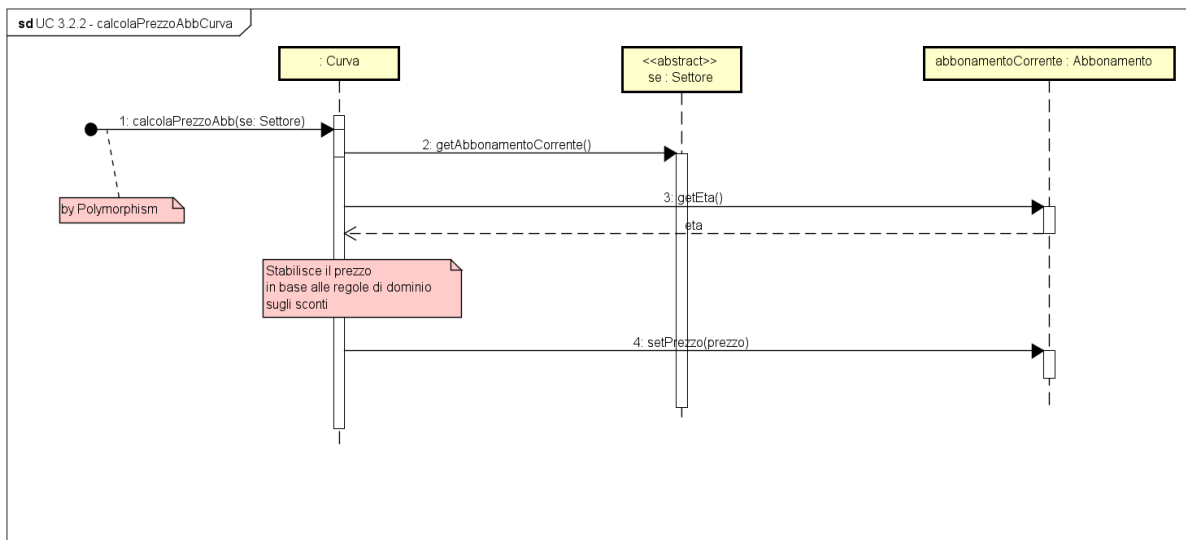 sd UC 3.2.2 - calcolaPrezzoAbbCurva
: Curva
<<abstract>>
se : Settore
abbonamentoCorrente : Abbonamento
1: calcolaPrezzoAbb(se: Settore)
2: getAbbonamentoCorrente()
by Polymorphism
3: getEta()
eta
Stabilisce il prezzo
in base alle regole di dominio
sugli sconti
4: setPrezzo(prezzo)